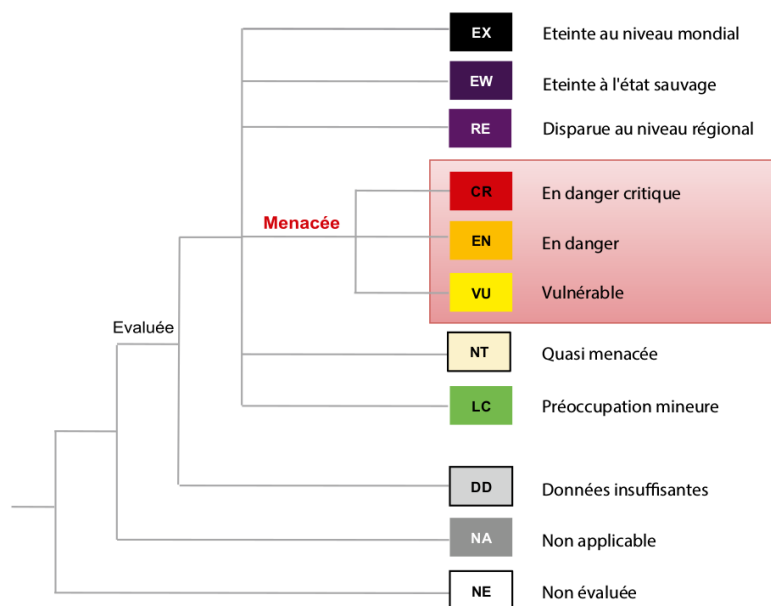 EX Eteinte au niveau mondial
EW Eteinte à l'état sauvage
RE Disparue au niveau régional
CR En danger critique
Menacée
EN En danger
VU Vulnérable
Evaluée
NT Quasi menacée
LC Préoccupation mineure
DD Données insuffisantes
NA Non applicable
NE Non évaluée